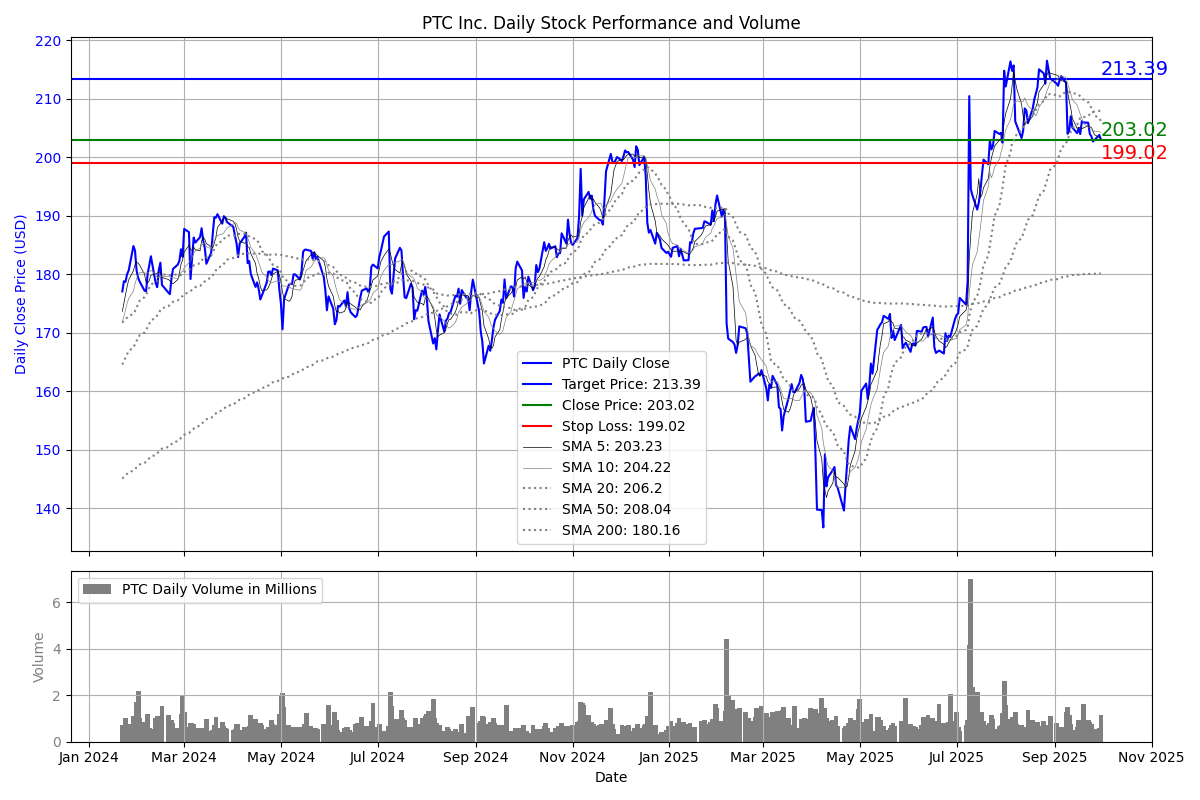 PTC Inc. Daily Stock Performance and Volume
220
210
200
190
180
170
160
150
140
Daily Close Price (USD)
213.39
203.02
199.02
PTC Daily Close
Target Price: 213.39
Close Price: 203.02
Stop Loss: 199.02
SMA 5: 203.23
SMA 10: 204.22
SMA 20: 206.2
SMA 50: 208.04
SMA 200: 180.16
PTC Daily Volume in Millions
6
4
2
0
Volume
Jan 2024 Mar 2024 May 2024 Jul 2024 Sep 2024 Nov 2024 Jan 2025 Mar 2025 May 2025 Jul 2025 Sep 2025 Nov 2025
Date